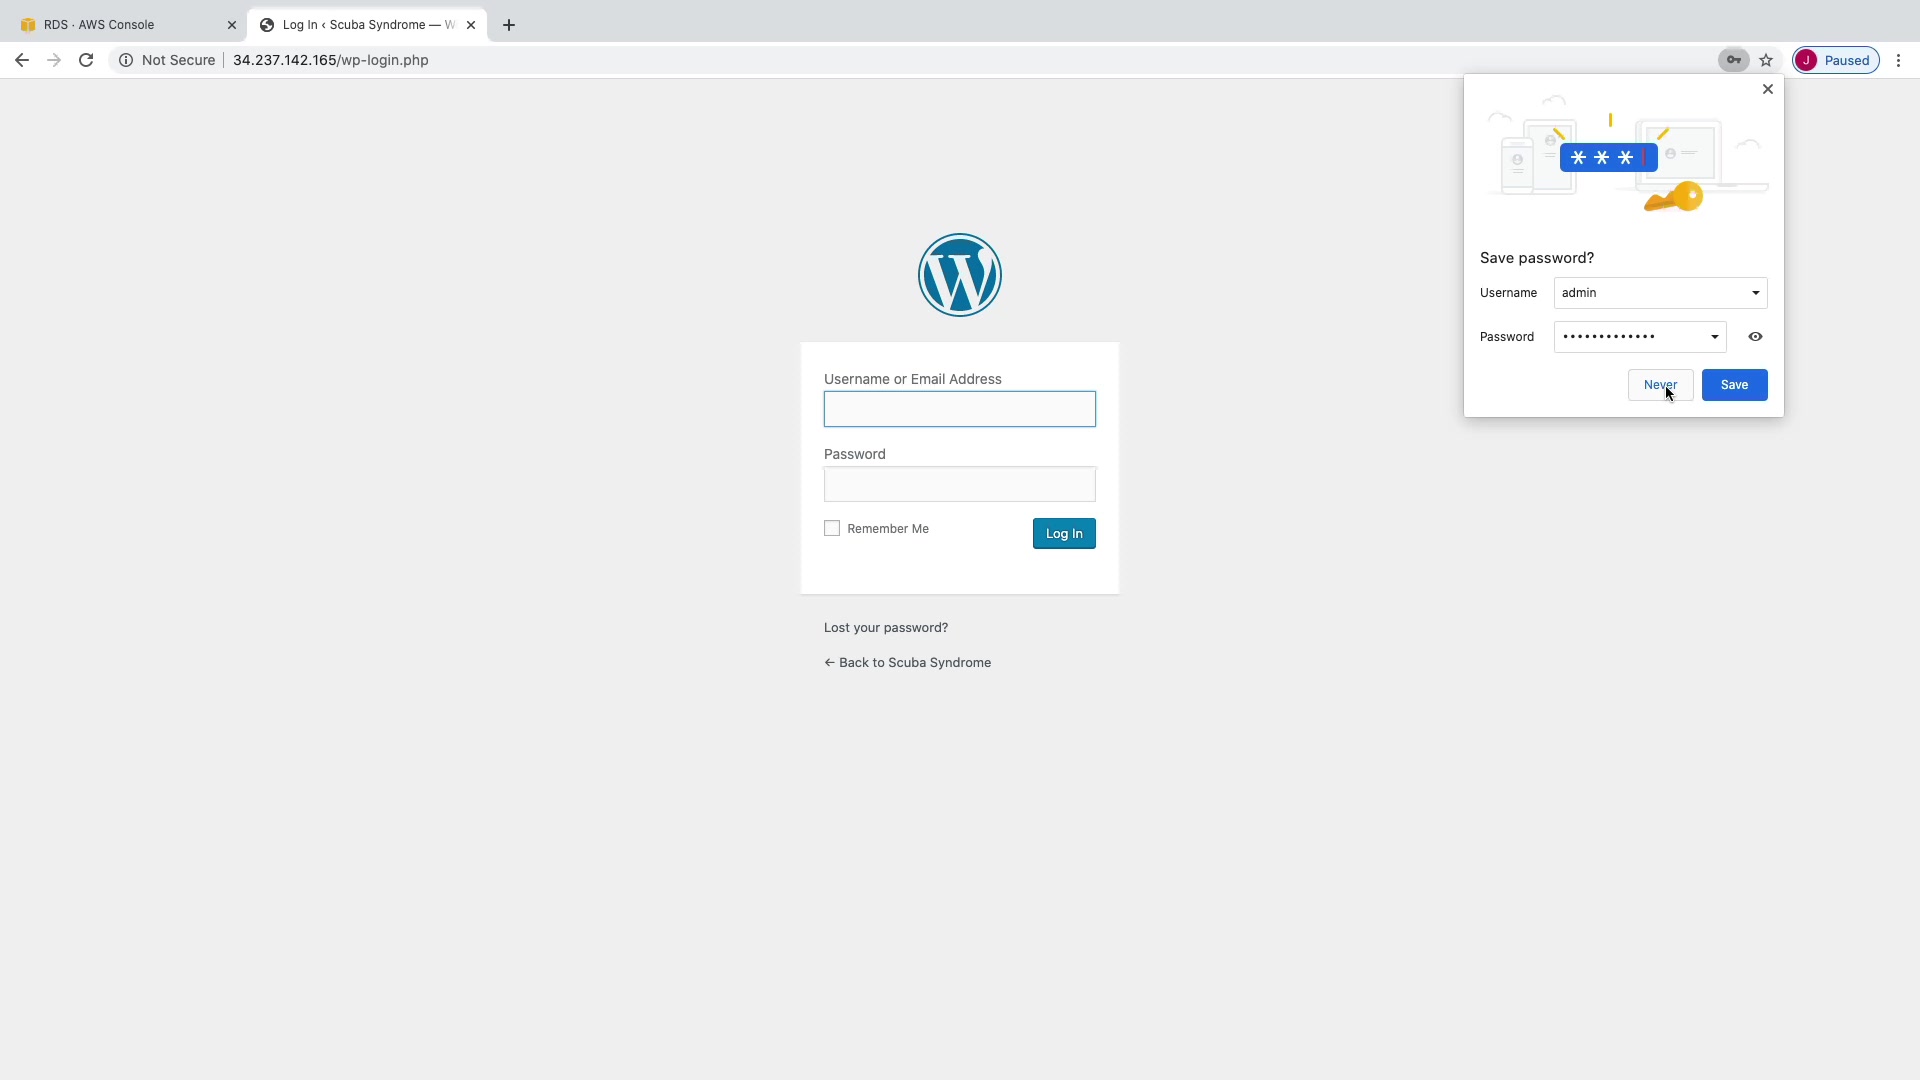 RDS · AWS Console
Log In ‹ Scuba Syndrome — W
Not Secure
34.237.142.165/wp-login.php
J
Paused
* * *
Save password?
Username
admin
Password
•••••••••••••
Never
Save
Username or Email Address
Password
Remember Me
Log In
Lost your password?
← Back to Scuba Syndrome